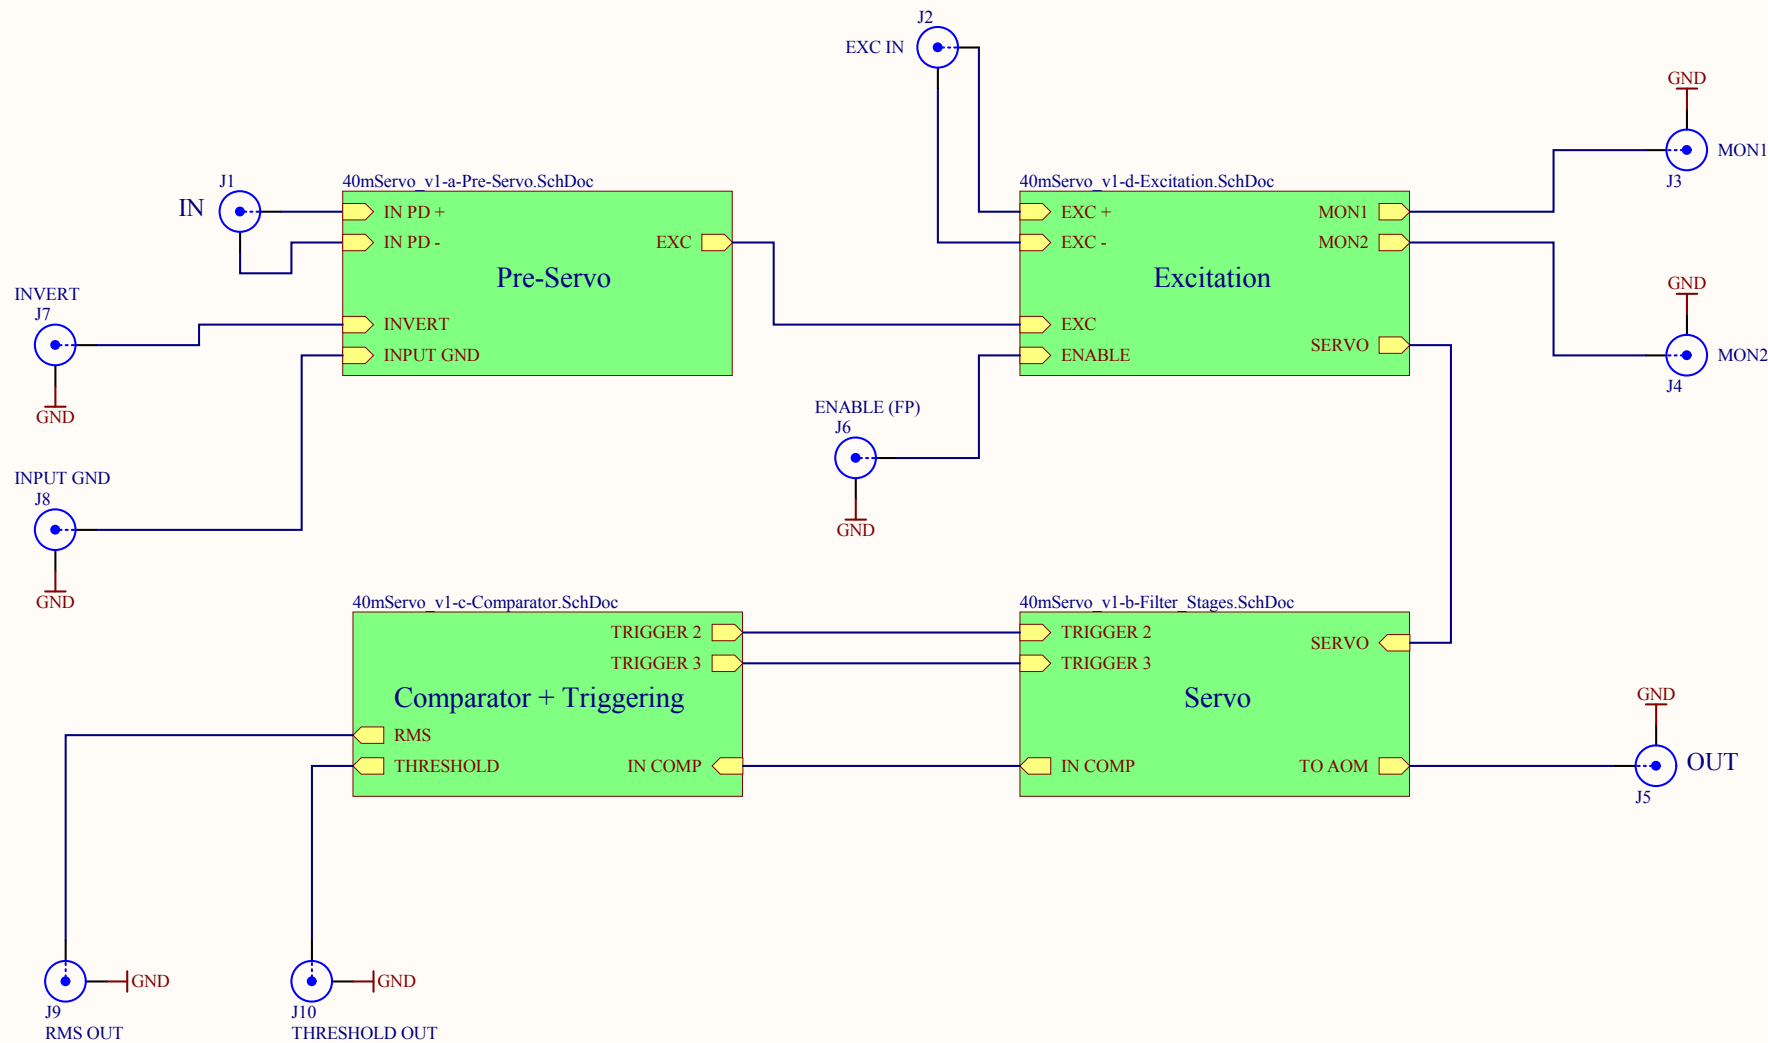 J2
EXC IN
GND
MON1
J3
J1
IN
40mServo_v1-a-Pre-Servo.SchDoc
IN PD +
IN PD -
EXC
Pre-Servo
INVERT
INPUT GND
40mServo_v1-d-Excitation.SchDoc
EXC +
EXC -
MON1
MON2
Excitation
EXC
ENABLE
SERVO
GND
MON2
J4
INVERT
J7
GND
ENABLE (FP)
J6
GND
INPUT GND
J8
GND
40mServo_v1-c-Comparator.SchDoc
TRIGGER 2
TRIGGER 3
Comparator + Triggering
RMS
THRESHOLD
IN COMP
40mServo_v1-b-Filter_Stages.SchDoc
TRIGGER 2
TRIGGER 3
SERVO
Servo
IN COMP
TO AOM
GND
OUT
J5
GND
J9
RMS OUT
GND
J10
THRESHOLD OUT